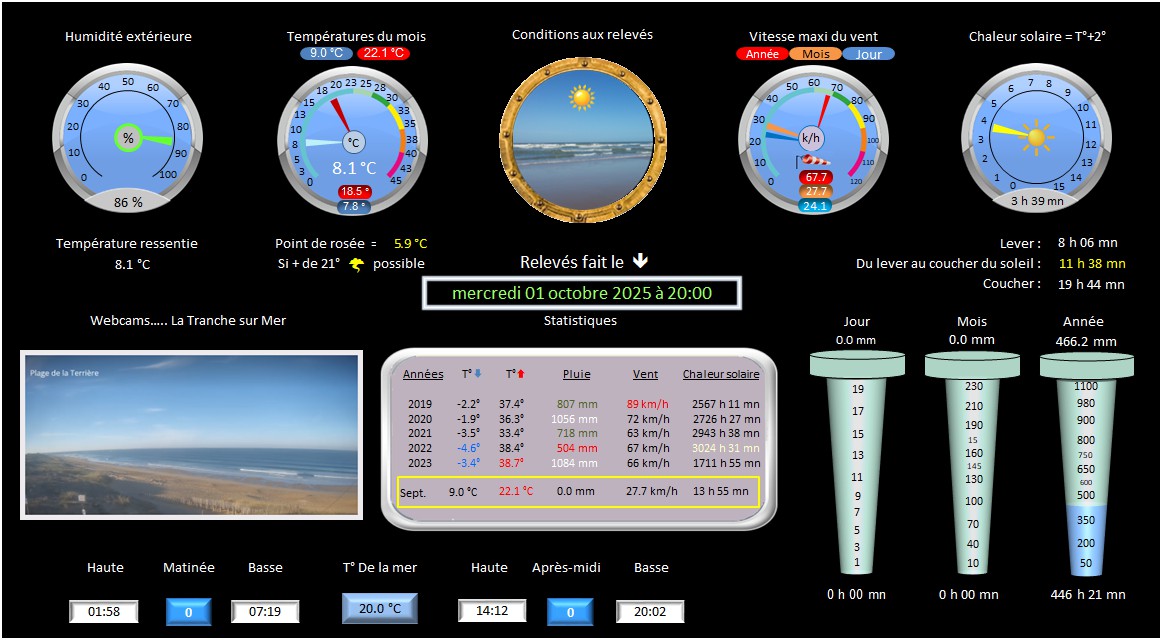 Humidité extérieure
Températures du mois
Conditions aux relevés
Vitesse maxi du vent
Chaleur solaire = T°+2°
9.0 °C 22.1 °C
Année Mois Jour
0 10 20 30 40 50 60 70 80 90 100
%
86 %
0 3 5 8 10 13 15 18 20 23 25 28 30 33 35 38 40 43 45
°C
8.1 °C
18.5 °
7.8 °
0 10 20 30 40 50 60 70 80 90 100 110 120
k/h
67.7
27.7
24.1
0 1 2 3 4 5 6 7 8 9 10 11 12 13 14 15
3 h 39 mn
Température ressentie
8.1 °C
Point de rosée = 5.9 °C
Si + de 21° possible
Relevés fait le
mercredi 01 octobre 2025 à 20:00
Lever : 8 h 06 mn
Du lever au coucher du soleil : 11 h 38 mn
Coucher : 19 h 44 mn
Webcams..... La Tranche sur Mer
Plage de la Terrière
Statistiques
Années T° T° Pluie Vent Chaleur solaire
2019 -2.2° 37.4° 807 mm 89 km/h 2567 h 11 mn
2020 -1.9° 36.3° 1056 mm 72 km/h 2726 h 27 mn
2021 -3.5° 33.4° 718 mm 63 km/h 2943 h 38 mn
2022 -4.6° 38.4° 504 mm 67 km/h 3024 h 31 mn
2023 -3.4° 38.7° 1084 mm 66 km/h 1711 h 55 mn
Sept. 9.0 °C 22.1 °C 0.0 mm 27.7 km/h 13 h 55 mn
Jour
0.0 mm
19
17
15
13
11
9
7
5
3
1
0 h 00 mn
Mois
0.0 mm
230
210
190
15
160
145
130
100
70
40
10
0 h 00 mn
Année
466.2 mm
1100
980
900
800
750
650
600
500
350
200
50
446 h 21 mn
Haute Matinée Basse T° De la mer Haute Après-midi Basse
01:58 0 07:19 20.0 °C 14:12 0 20:02